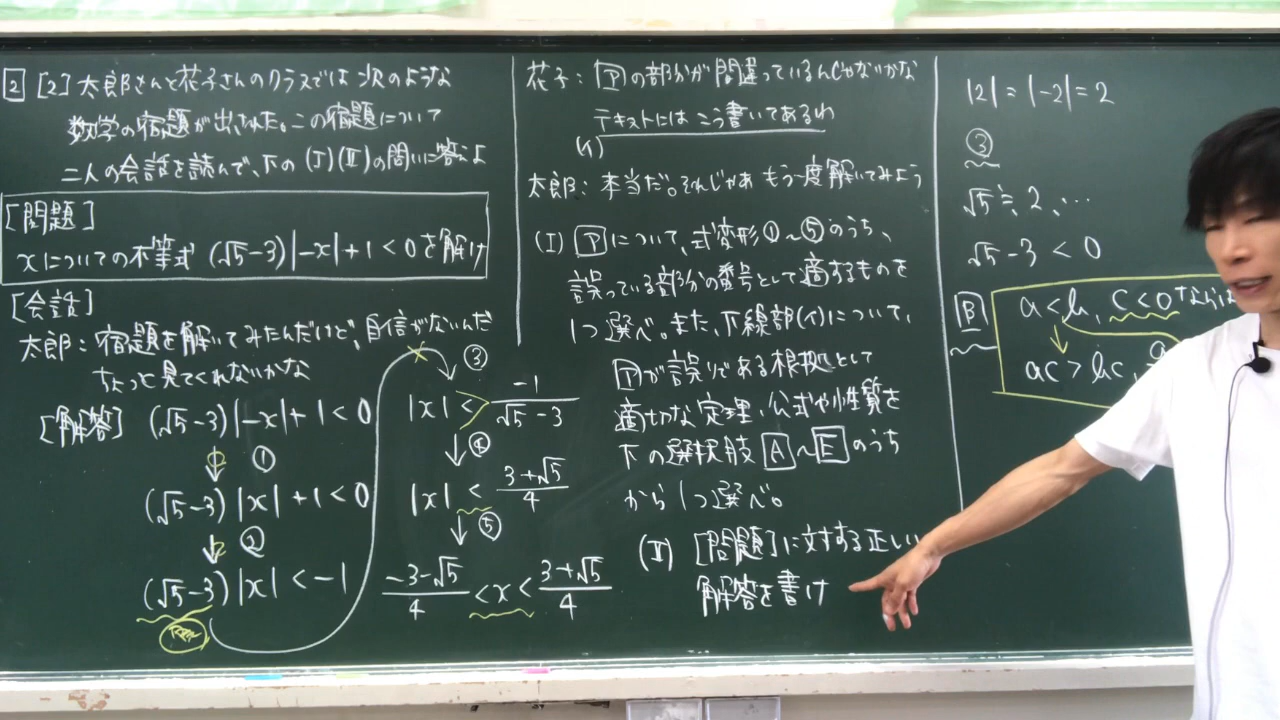 2 [2] 太郎さんと花子さんのクラスでは次のような
数学の宿題が出された。この宿題について
二人の会話を読んで、下の(Ⅰ)(Ⅱ)の問いに答えよ
[問題]
xについての不等式 (√5-3)|-x|+1<0を解け
[会話]
太郎：宿題を解いてみたんだけど、自信がないんだ
ちょっと見てくれないかな
[解答] (√5-3)|-x|+1<0
↓ ①
(√5-3)|x|+1<0
↓ ②
(√5-3)|x|<-1
③
|x| < -1/(√5-3)
↓ ④
|x| < (3+√5)/4
↓ ⑤
(-3-√5)/4 <x< (3+√5)/4
花子：アの部分が間違っているんじゃないかな
テキストにはこう書いてあるわ
(イ)
太郎：本当だ。それじゃあもう一度解いてみよう
(Ⅰ) アについて、式変形①〜⑤のうち、
誤っている部分の番号として適するものを
1つ選べ。また、下線部(イ)について、
アが誤りである根拠として
適切な定理、公式や性質を
下の選択肢A〜Eのうち
から1つ選べ。
(Ⅱ) [問題]に対する正しい
解答を書け
|2|=|-2|=2
③
√5≒2、…
√5-3<0
B
a<b, c<0ならば
ac>bc,